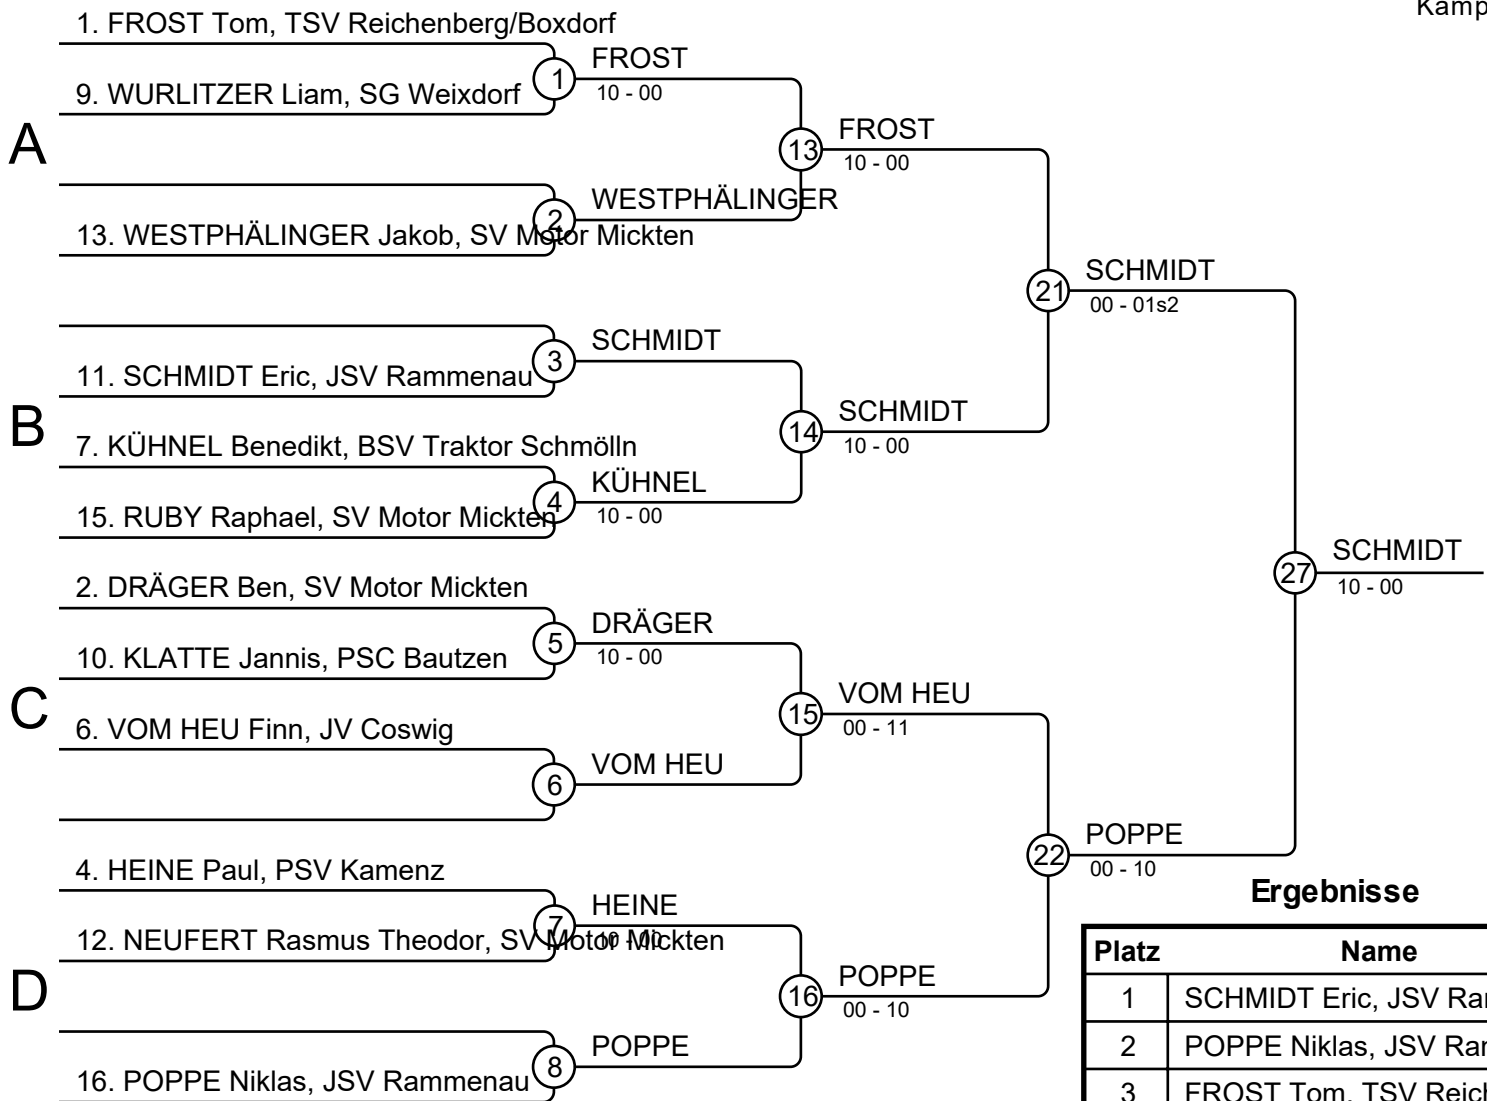 Kamp
1. FROST Tom, TSV Reichenberg/Boxdorf
FROST
1
9. WURLITZER Liam, SG Weixdorf
10 - 00
A
FROST
13
10 - 00
WESTPHÄLINGER
2
13. WESTPHÄLINGER Jakob, SV Motor Mickten
SCHMIDT
21
00 - 01s2
SCHMIDT
3
11. SCHMIDT Eric, JSV Rammenau
B
SCHMIDT
14
10 - 00
7. KÜHNEL Benedikt, BSV Traktor Schmölln
KÜHNEL
4
10 - 00
15. RUBY Raphael, SV Motor Mickten
SCHMIDT
27
10 - 00
2. DRÄGER Ben, SV Motor Mickten
DRÄGER
5
10 - 00
10. KLATTE Jannis, PSC Bautzen
C
VOM HEU
15
00 - 11
6. VOM HEU Finn, JV Coswig
VOM HEU
6
POPPE
22
00 - 10
4. HEINE Paul, PSV Kamenz
HEINE
7
10 - 00
12. NEUFERT Rasmus Theodor, SV Motor Mickten
D
POPPE
16
00 - 10
POPPE
8
16. POPPE Niklas, JSV Rammenau
Ergebnisse
Platz Name
1 SCHMIDT Eric, JSV Ra
2 POPPE Niklas, JSV Ra
3 FROST Tom, TSV Reic